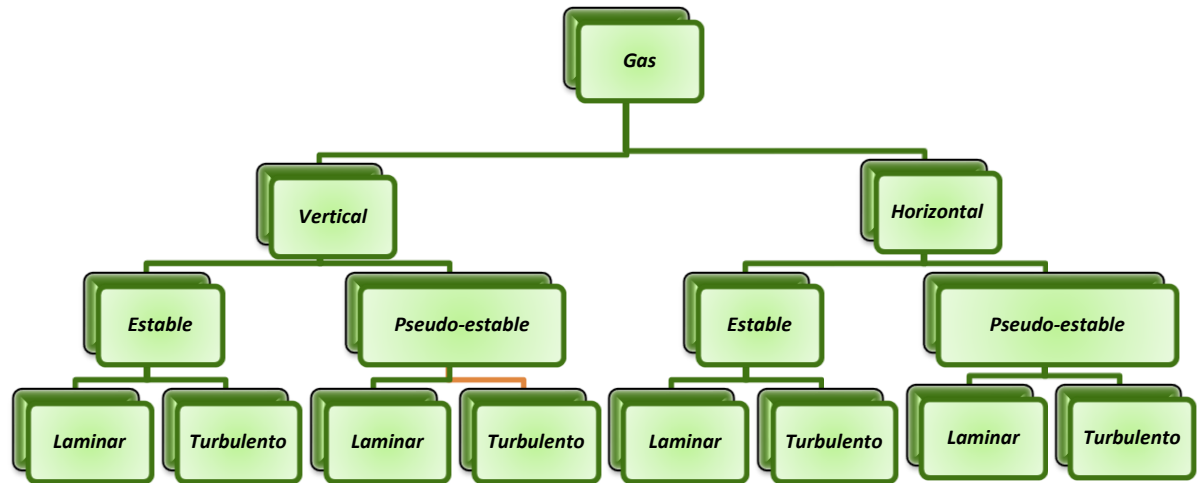 Gas
Vertical
Horizontal
Estable
Pseudo-estable
Estable
Pseudo-estable
Laminar
Turbulento
Laminar
Turbulento
Laminar
Turbulento
Laminar
Turbulento